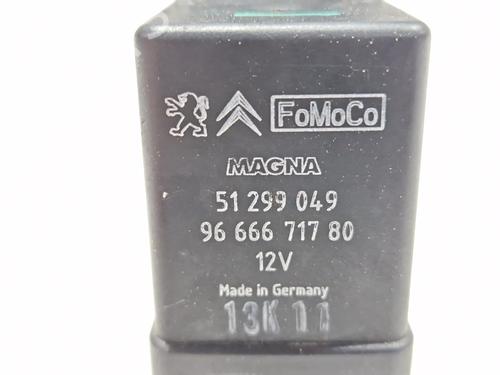 FoMoCo
MAGNA
51 299 049
96 666 717 80
12V
Made in Germany
13K11